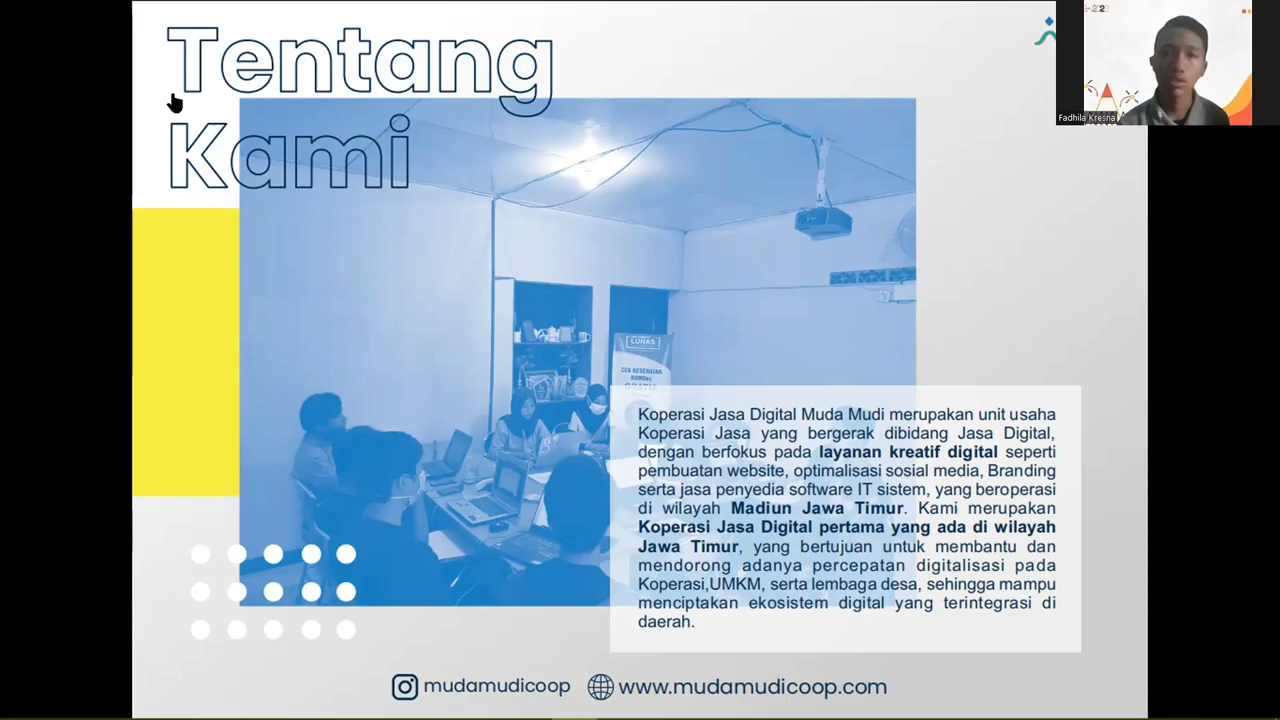 Tentang
Kami
Fadhila Kresna
LUNAS
CEK KESEHATAN
BUMDes
GRATIS
Koperasi Jasa Digital Muda Mudi merupakan unit usaha
Koperasi Jasa yang bergerak dibidang Jasa Digital,
dengan berfokus pada layanan kreatif digital seperti
pembuatan website, optimalisasi sosial media, Branding
serta jasa penyedia software IT sistem, yang beroperasi
di wilayah Madiun Jawa Timur. Kami merupakan
Koperasi Jasa Digital pertama yang ada di wilayah
Jawa Timur, yang bertujuan untuk membantu dan
mendorong adanya percepatan digitalisasi pada
Koperasi,UMKM, serta lembaga desa, sehingga mampu
menciptakan ekosistem digital yang terintegrasi di
daerah.
mudamudicoop
www.mudamudicoop.com